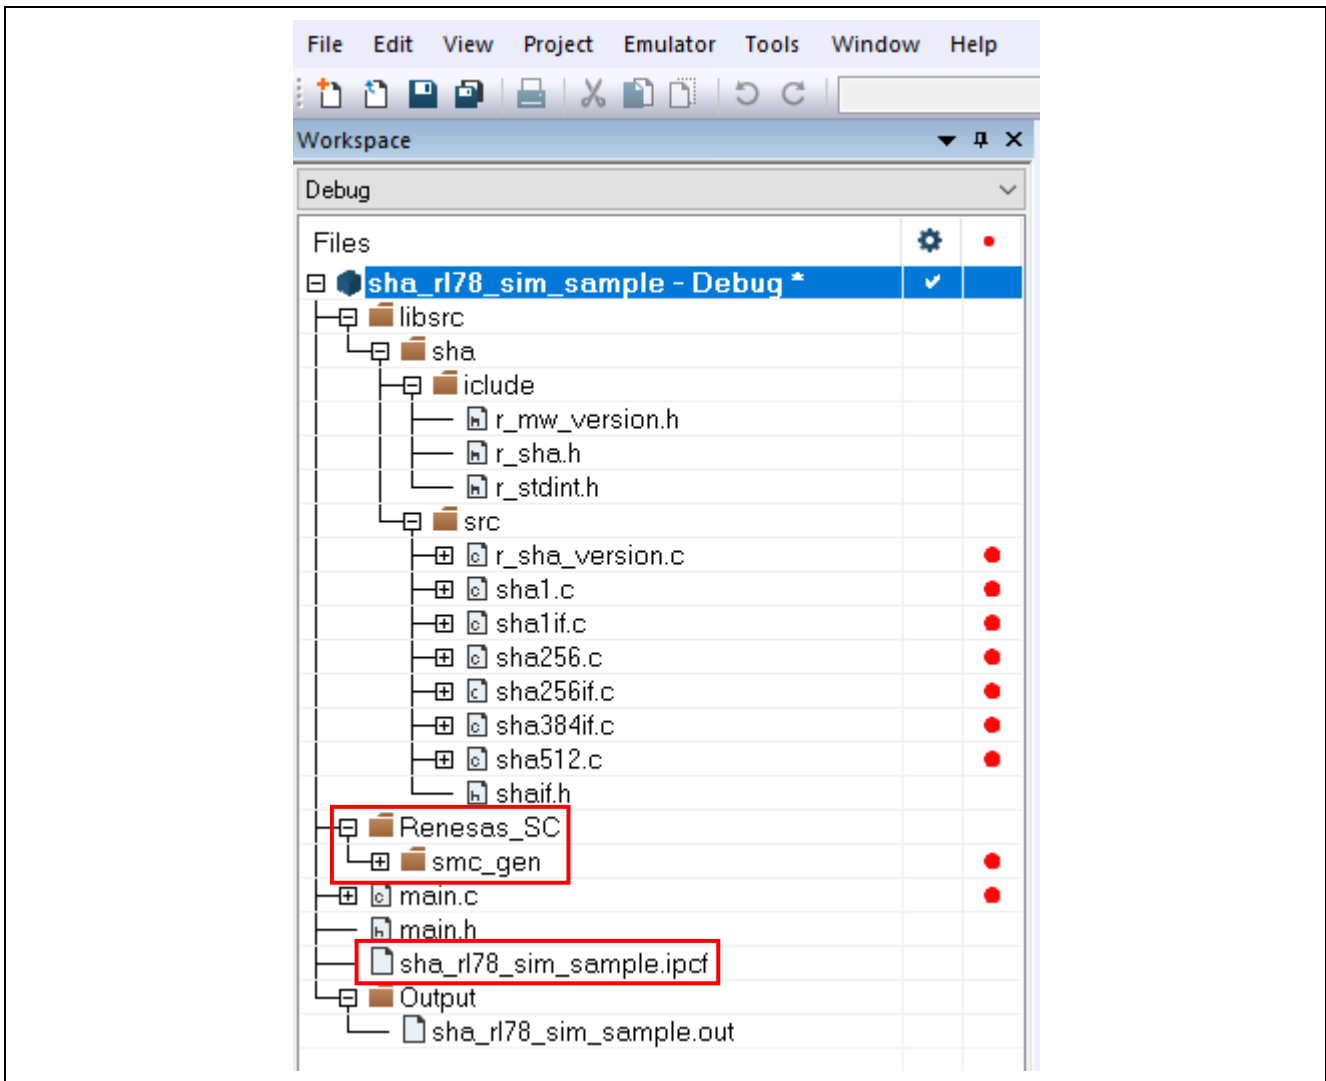 File Edit View Project Emulator Tools Window Help
Workspace
Debug
Files
sha_rl78_sim_sample - Debug *
libsrc
sha
iclude
r_mw_version.h
r_sha.h
r_stdint.h
src
r_sha_version.c
sha1.c
sha1if.c
sha256.c
sha256if.c
sha384if.c
sha512.c
shaif.h
Renesas_SC
smc_gen
main.c
main.h
sha_rl78_sim_sample.ipcf
Output
sha_rl78_sim_sample.out